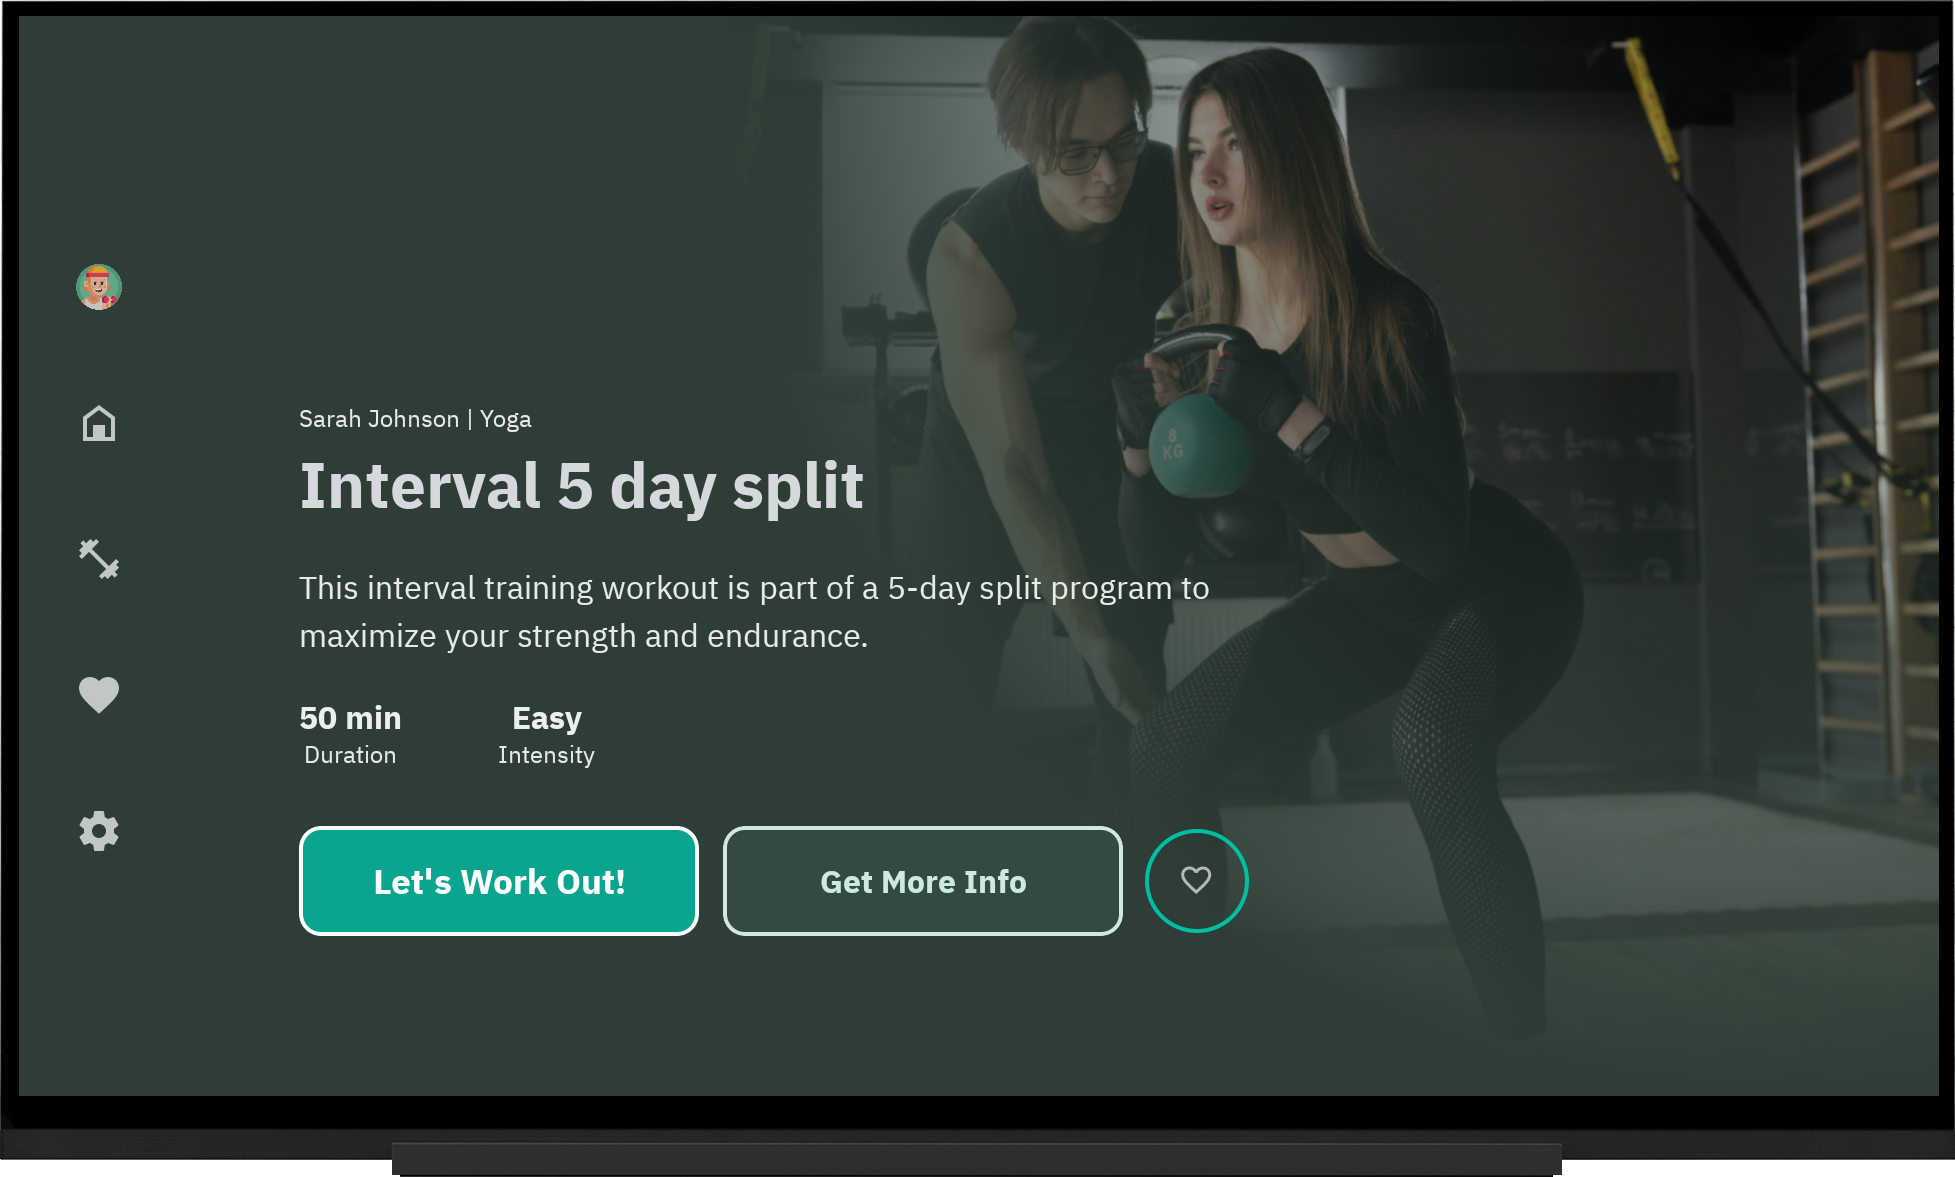 Sarah Johnson | Yoga
Interval 5 day split
This interval training workout is part of a 5-day split program to
maximize your strength and endurance.
50 min
Duration
Easy
Intensity
Let's Work Out!
Get More Info
8
KG